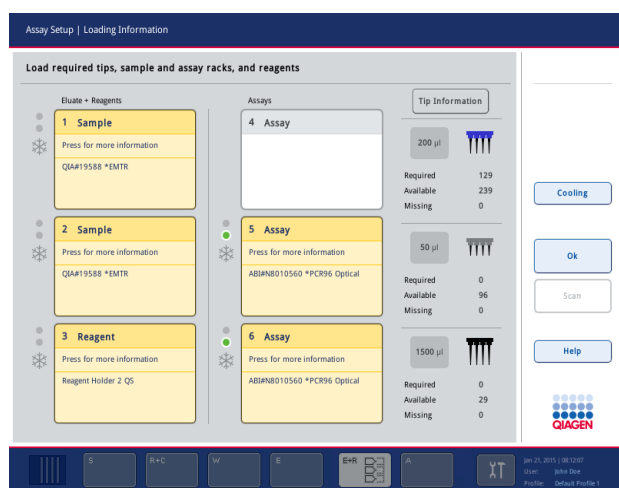 Assay Setup | Loading Information
Load required tips, sample and assay racks, and reagents
Eluate + Reagents
Assays
Tip Information
1 Sample
Press for more information
QIA#19588 *EMTR
4 Assay
200 µl
Required 129
Available 239
Missing 0
Cooling
2 Sample
Press for more information
QIA#19588 *EMTR
5 Assay
Press for more information
ABI#N8010560 *PCR96 Optical
50 µl
Required 0
Available 96
Missing 0
Ok
Scan
3 Reagent
Press for more information
Reagent Holder 2 QS
6 Assay
Press for more information
ABI#N8010560 *PCR96 Optical
1500 µl
Required 0
Available 29
Missing 0
Help
QIAGEN
S
R+C
W
E
E+R
A
Jan 21, 2015 | 08:12:07
User: John Doe
Profile: Default Profile 1